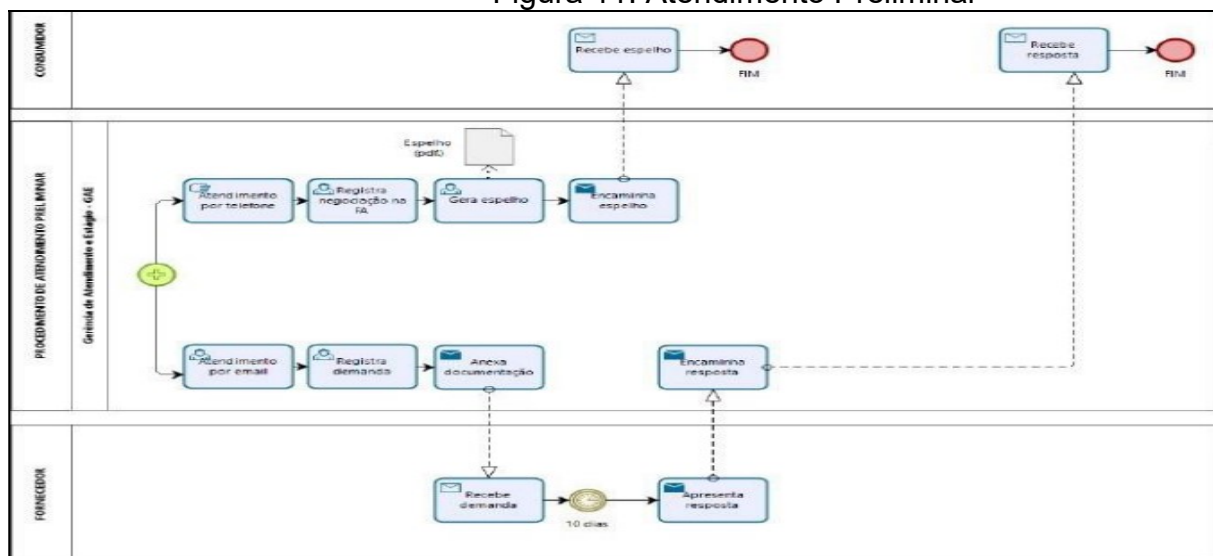 Atendimento Preliminar
CONSUMIDOR
Recebe espelho
FIM
Recebe
resposta
FIM
PROCEDIMENTO DE ATENDIMENTO PRELIMINAR
Gerência de Atendimento e Estágio - GAE
Espelho
(pdf)
Atendimento
por telefone
Registra
negociação na
FA
Gera espelho
Encaminha
espelho
Atendimento
por email
Registra
demanda
Anexa
documentação
Encaminha
resposta
FORNECEDOR
Recebe
demanda
10 dias
Apresenta
resposta